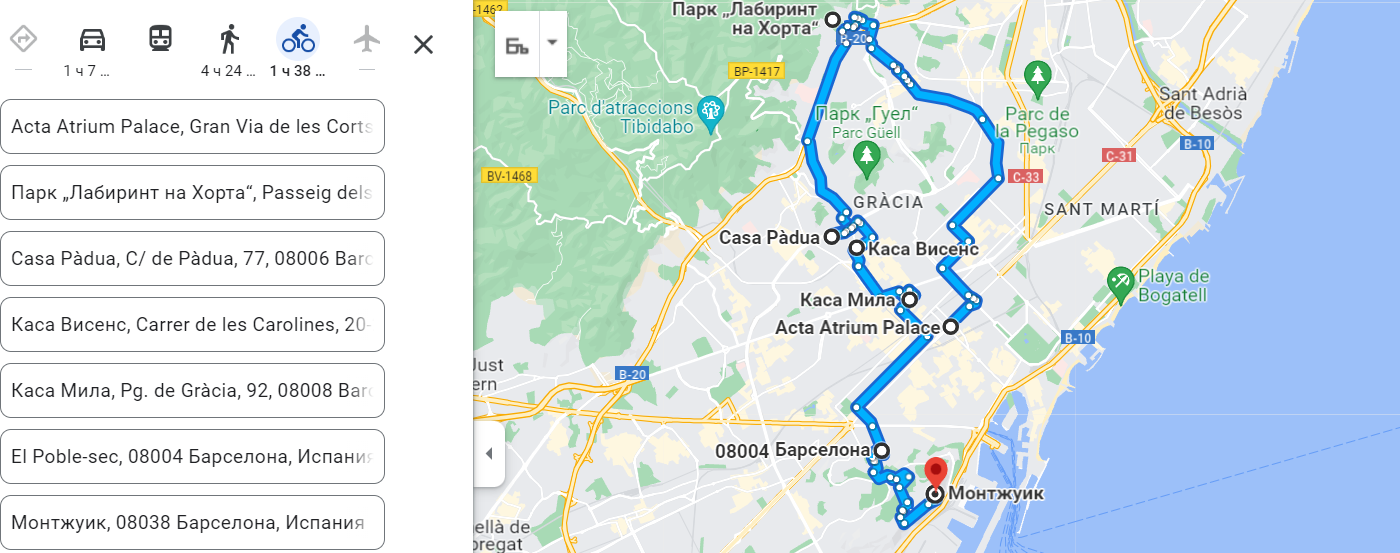 1 ч 7 ...
4 ч 24 ...
1 ч 38 ...
Acta Atrium Palace, Gran Via de les Corts
Парк „Лабиринт на Хорта“, Passeig dels
Casa Pàdua, C/ de Pàdua, 77, 08006 Barc
Каса Висенс, Carrer de les Carolines, 20-
Каса Мила, Pg. de Gràcia, 92, 08008 Barc
El Poble-sec, 08004 Барселона, Испания
Монтжуик, 08038 Барселона, Испания
-1462
Парк „Лабиринт
на Хорта“
B-20
BP-1417
Parc d'atraccions
Tibidabo
Парк „Гуел“
Parc Güell
Parc de
la Pegaso
Парк
Sant Adrià
de Besòs
B-10
C-31
BV-1468
C-33
GRÀCIA
SANT MARTÍ
Casa Pàdua
Каса Висенс
Playa de
Bogatell
Каса Мила
Acta Atrium Palace
B-10
Just
ern
B-20
08004 Барселона
Монтжуик
ellà de
bregat